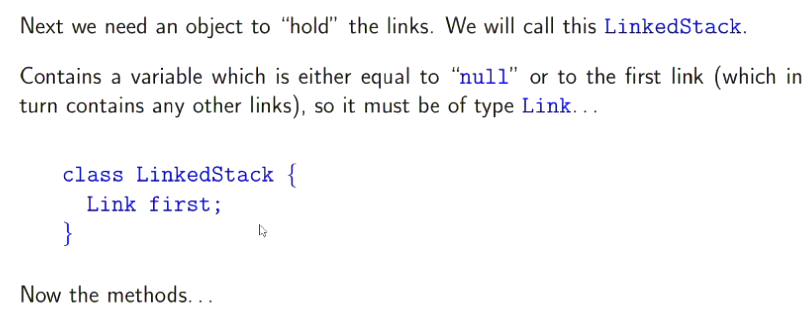 Next we need an object to “hold” the links. We will call this LinkedStack.
Contains a variable which is either equal to “null” or to the first link (which in
turn contains any other links), so it must be of type Link...
class LinkedStack {
Link first;
}
Now the methods...